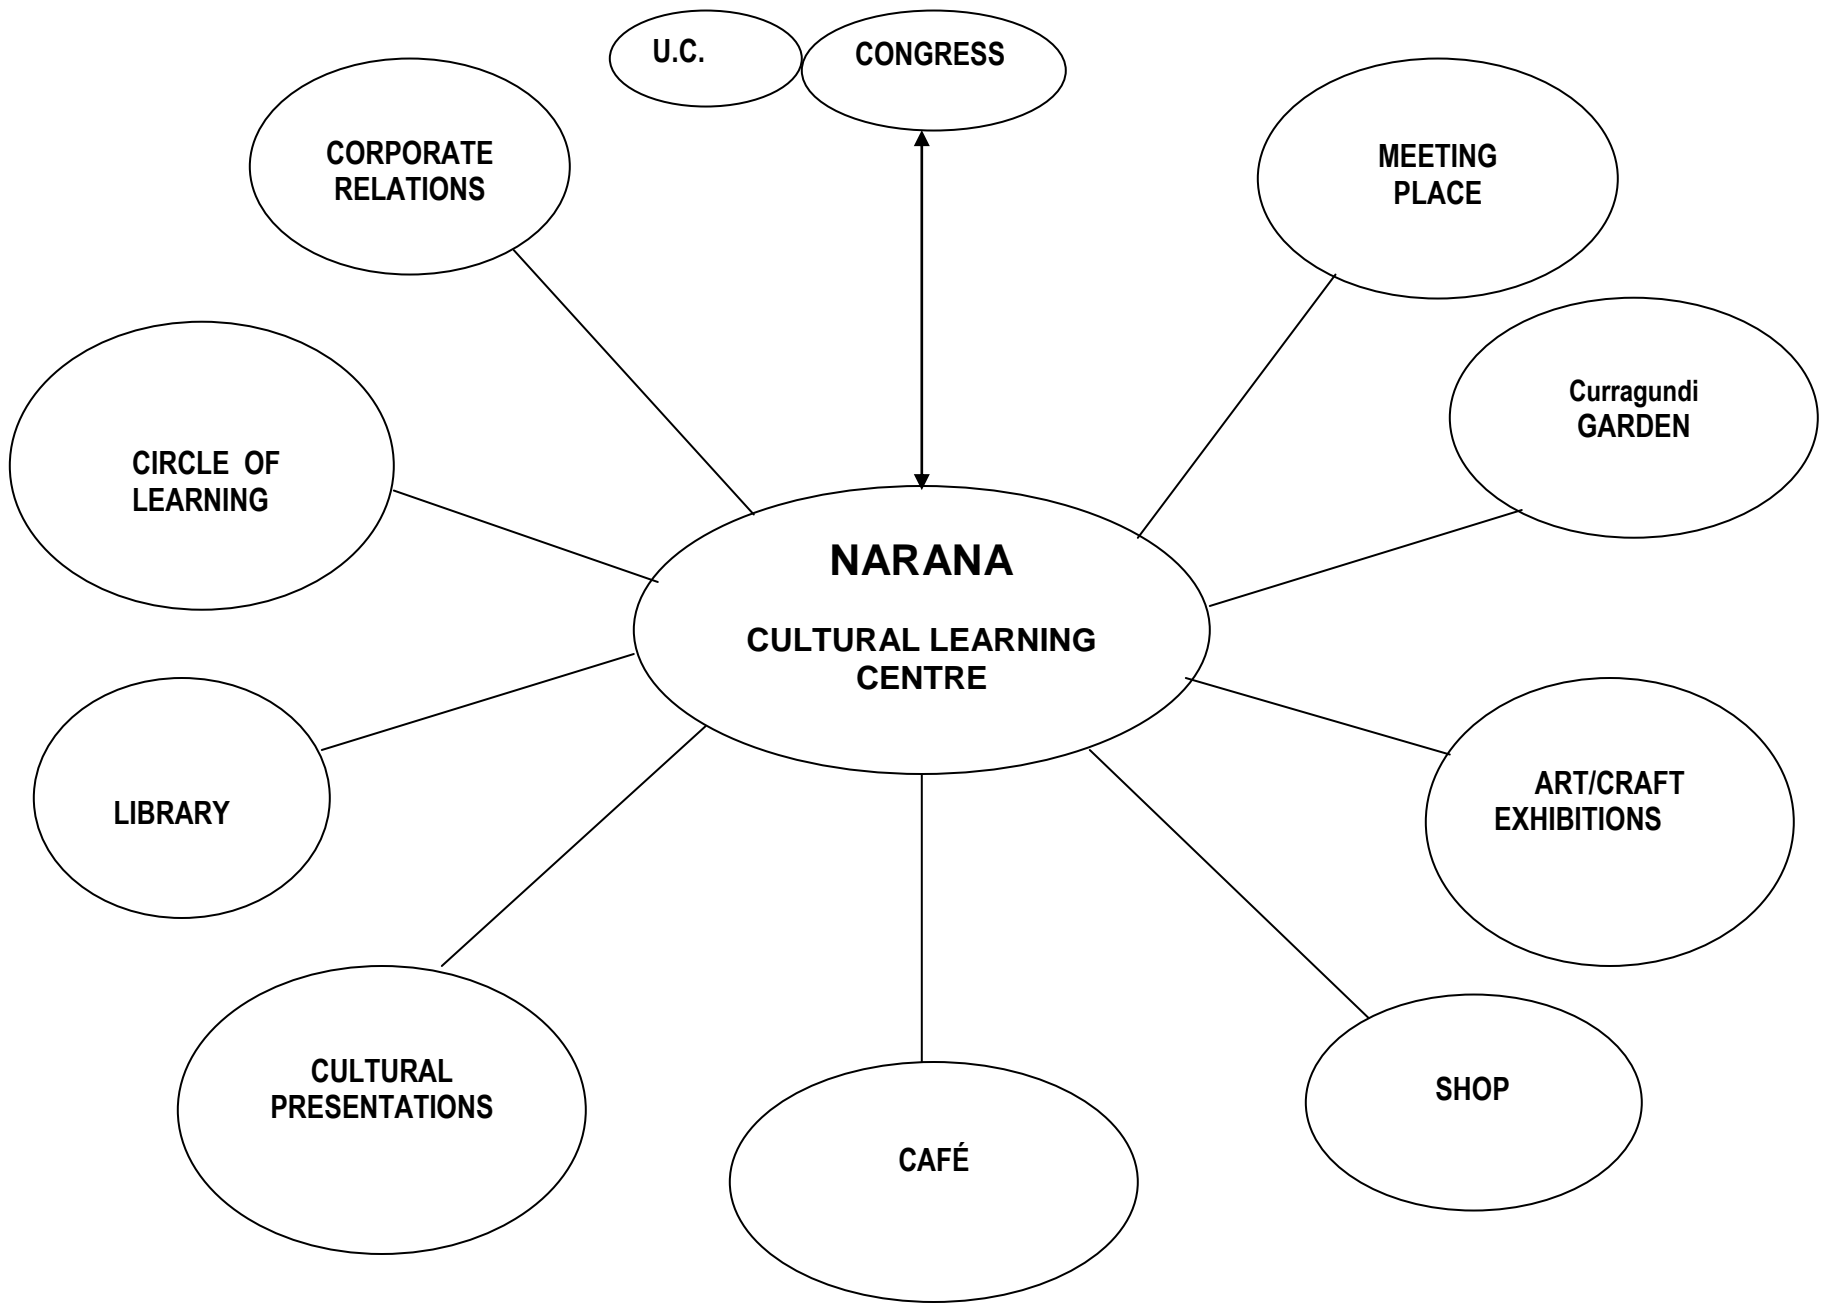 U.C.
CONGRESS
CORPORATE
RELATIONS
MEETING
PLACE
Curragundi
GARDEN
CIRCLE OF
LEARNING
NARANA
CULTURAL LEARNING
CENTRE
ART/CRAFT
EXHIBITIONS
LIBRARY
CULTURAL
PRESENTATIONS
SHOP
CAFÉ